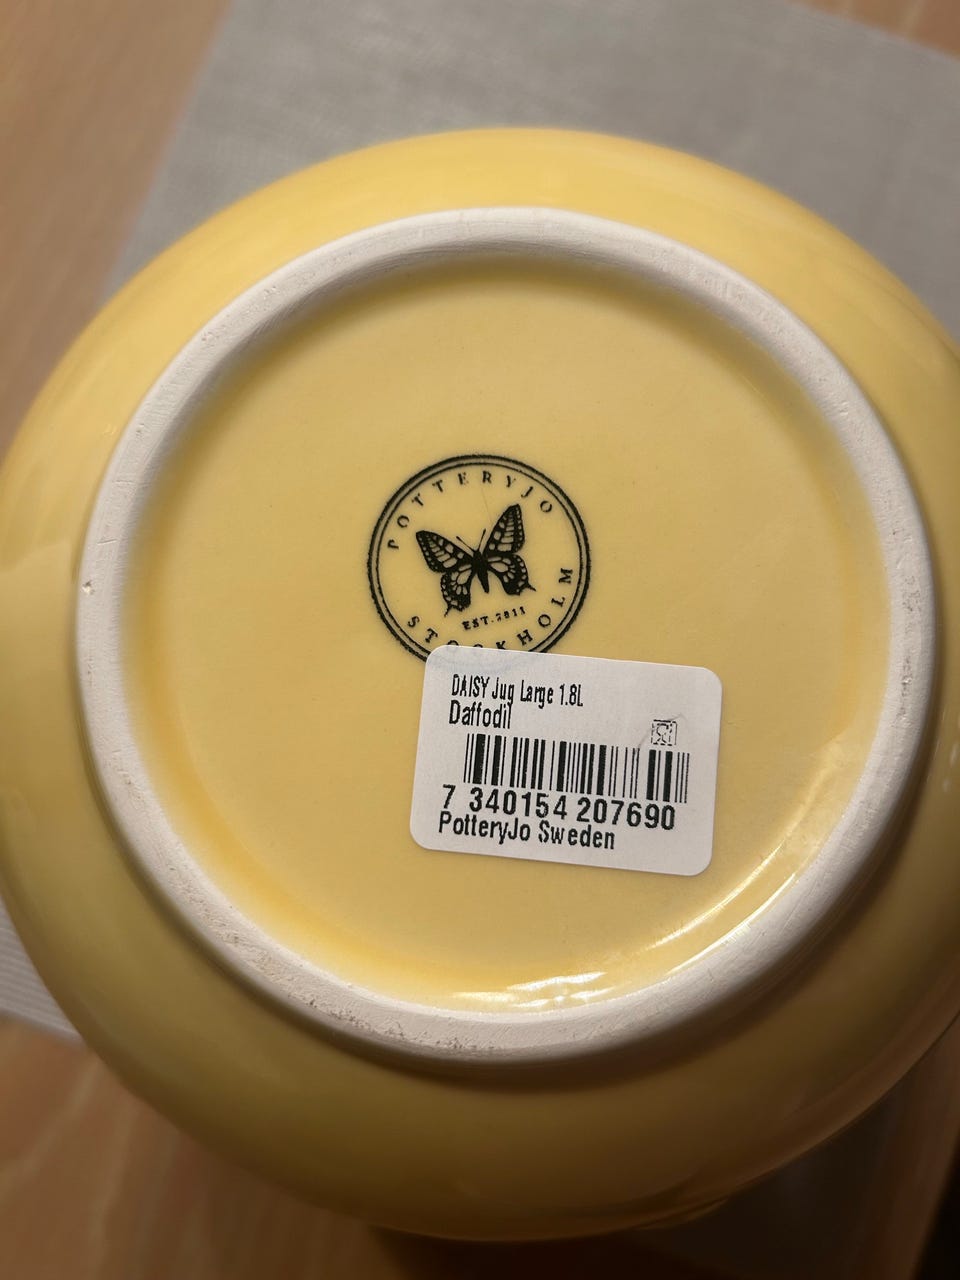 POTTERYJO
EST. 2011
STOCKHOLM
DAISY Jug Large 1.8L
Daffodil
7 340154 207690
PotteryJo Sweden